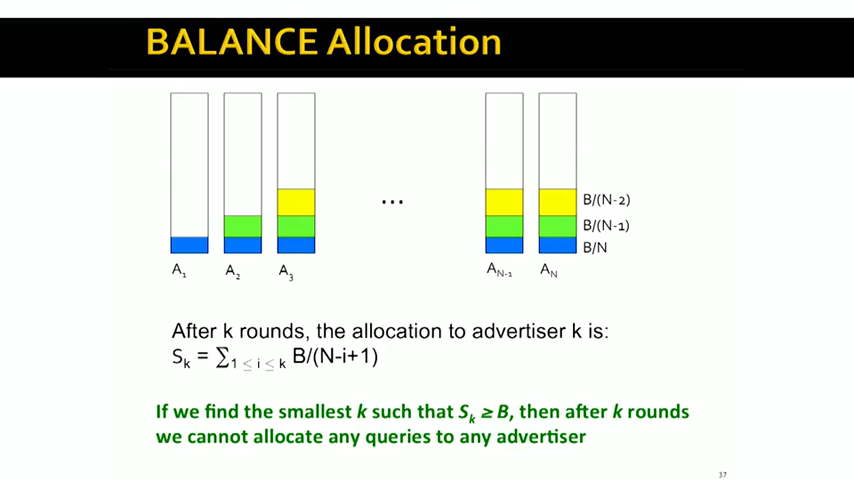 BALANCE Allocation
...
B/(N-2)
B/(N-1)
B/N
A₁ A₂ A₃ A_N-1 A_N
After k rounds, the allocation to advertiser k is:
S_k = ∑_1 ≤ i ≤ k B/(N-i+1)
If we find the smallest k such that S_k ≥ B, then after k rounds
we cannot allocate any queries to any advertiser
37